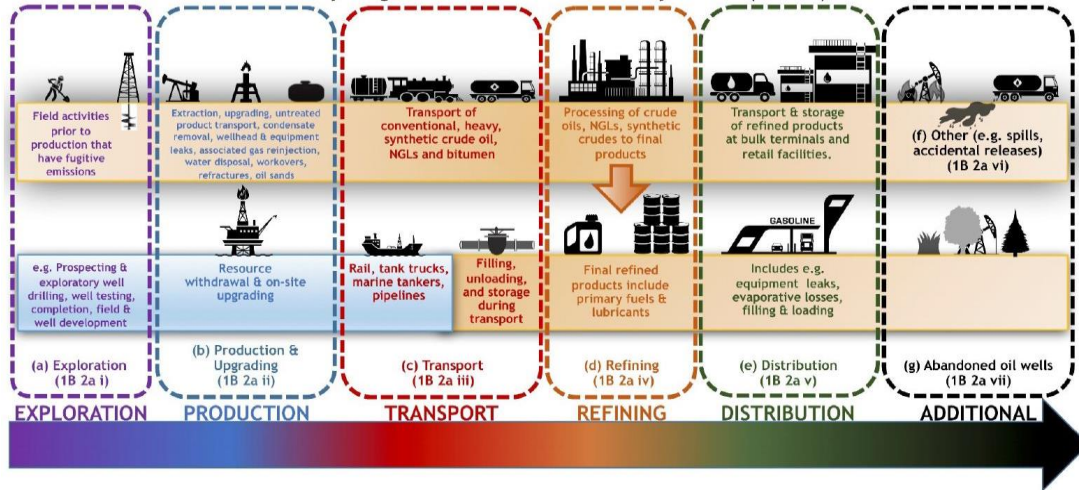 Field activities
prior to
production that
have fugitive
emissions
Extraction, upgrading, untreated
product transport, condensate
removal, wellhead & equipment
leaks, associated gas reinjection,
water disposal, workovers,
refractures, oil sands
Transport of
conventional, heavy,
synthetic crude oil,
NGLs and bitumen
Processing of crude
oils, NGLs, synthetic
crudes to final
products
Transport & storage
of refined products
at bulk terminals and
retail facilities.
(f) Other (e.g. spills,
accidental releases)
(1B 2a vi)
e.g. Prospecting &
exploratory well
drilling, well testing,
completion, field &
well development
Resource
withdrawal & on-site
upgrading
Rail, tank trucks,
marine tankers,
pipelines
Filling,
unloading,
and storage
during
transport
Final refined
products include
primary fuels &
lubricants
GASOLINE
Includes e.g.
equipment leaks,
evaporative losses,
filling & loading
(a) Exploration
(1B 2a i)
(b) Production &
Upgrading
(1B 2a ii)
(c) Transport
(1B 2a iii)
(d) Refining
(1B 2a iv)
(e) Distribution
(1B 2a v)
(g) Abandoned oil wells
(1B 2a vii)
EXPLORATION
PRODUCTION
TRANSPORT
REFINING
DISTRIBUTION
ADDITIONAL